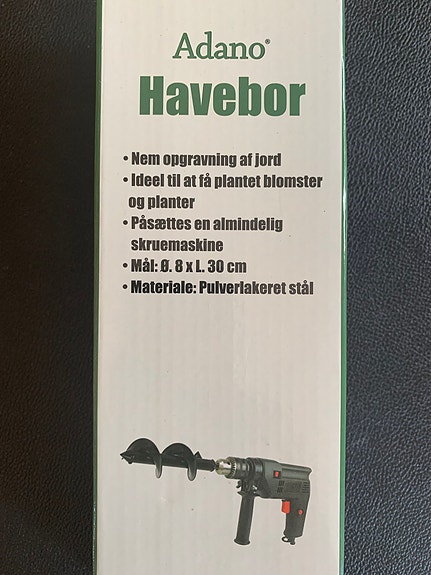 Adano®
Havebor
• Nem opgravning af jord
• Ideel til at få plantet blomster
og planter
• Påsættes en almindelig
skruemaskine
• Mål: Ø. 8 x L. 30 cm
• Materiale: Pulverlakeret stål